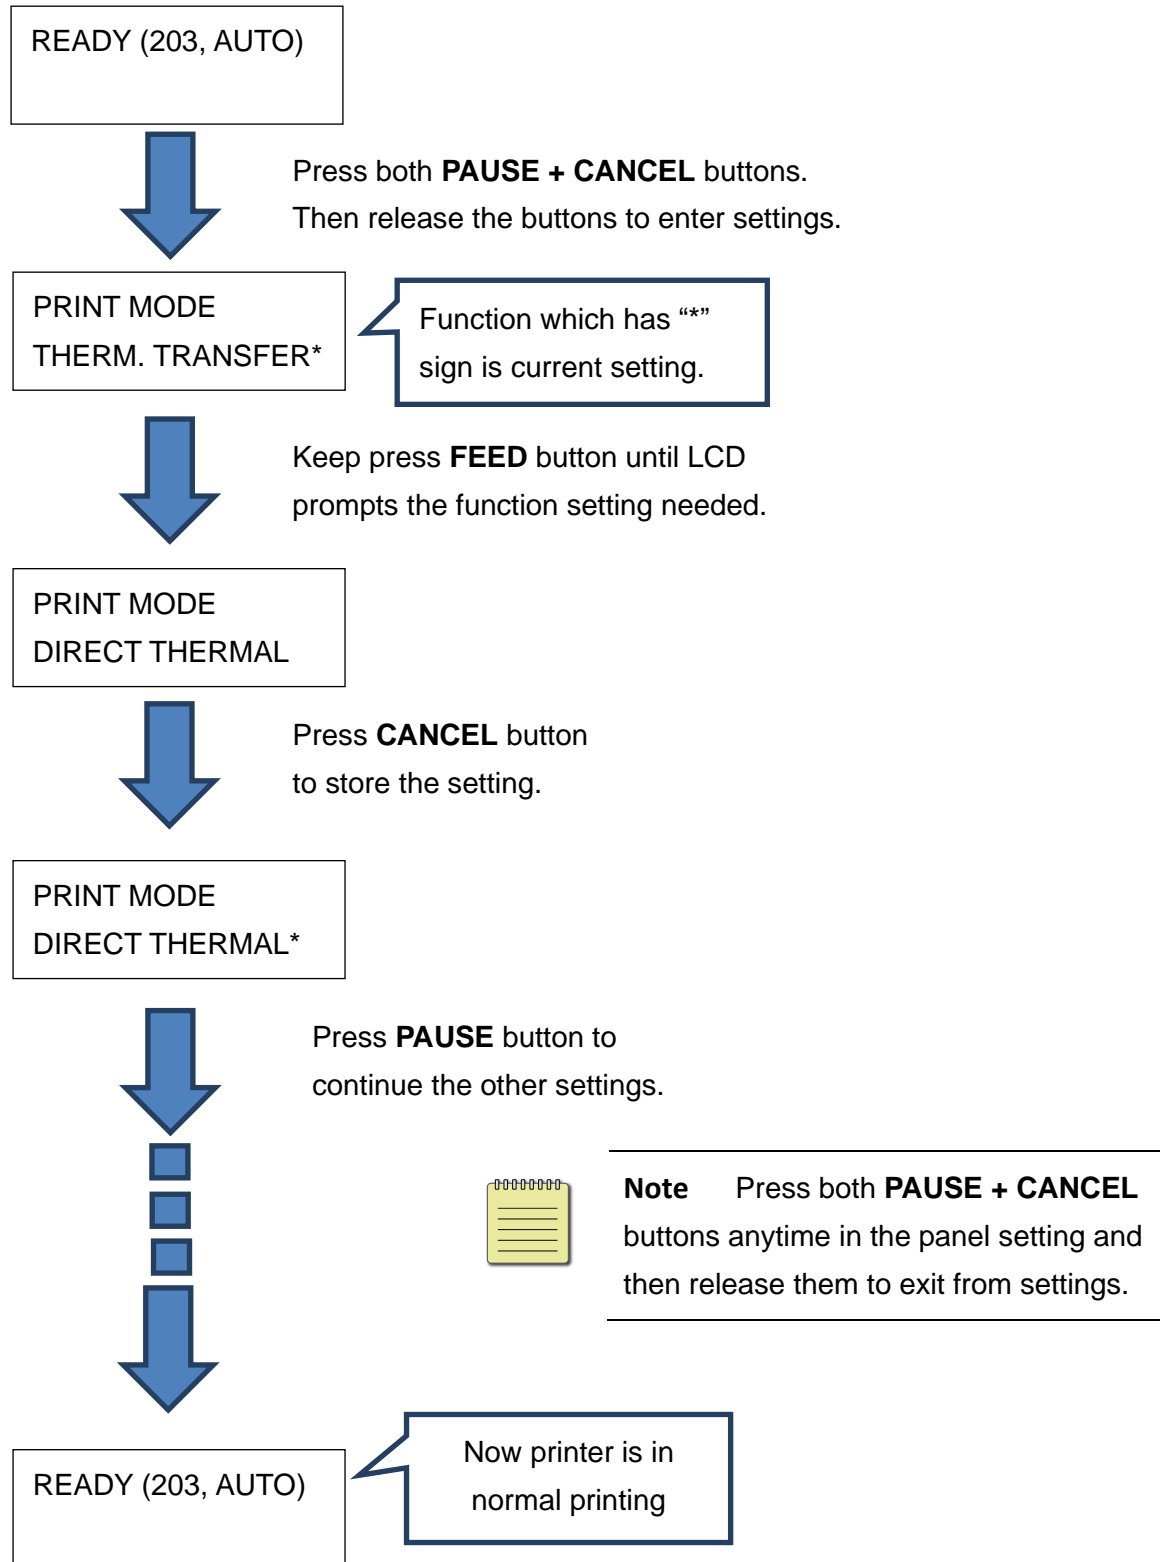 READY (203, AUTO)
Press both PAUSE + CANCEL buttons.
Then release the buttons to enter settings.
PRINT MODE
THERM. TRANSFER*
Function which has “*”
sign is current setting.
Keep press FEED button until LCD
prompts the function setting needed.
PRINT MODE
DIRECT THERMAL
Press CANCEL button
to store the setting.
PRINT MODE
DIRECT THERMAL*
Press PAUSE button to
continue the other settings.
Note Press both PAUSE + CANCEL
buttons anytime in the panel setting and
then release them to exit from settings.
Now printer is in
normal printing
READY (203, AUTO)